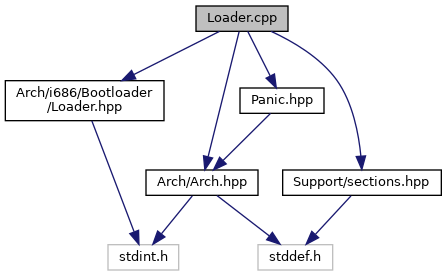 Loader.cpp
Arch/i686/Bootloader
/Loader.hpp
Panic.hpp
Arch/Arch.hpp
Support/sections.hpp
stdint.h
stddef.h